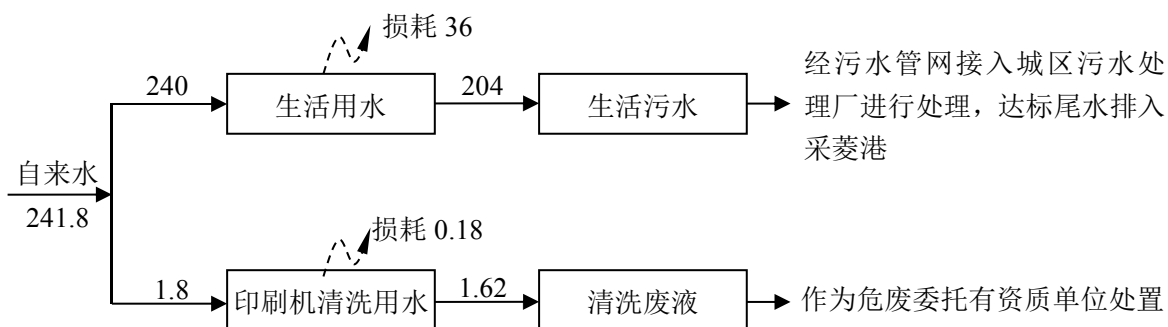 损耗 36
240
生活用水
204
生活污水
经污水管网接入城区污水处
理厂进行处理，达标尾水排入
采菱港
自来水
241.8
损耗 0.18
1.8
印刷机清洗用水
1.62
清洗废液
作为危废委托有资质单位处置